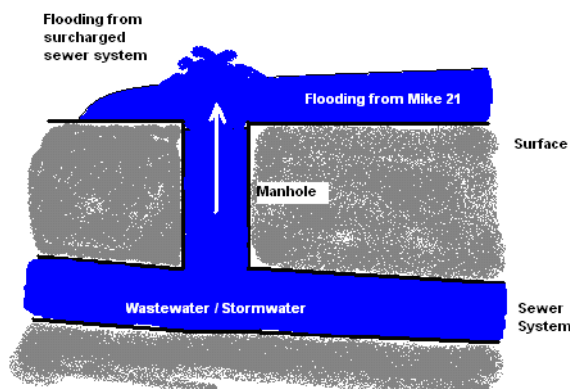 Flooding from
surcharged
sewer system
Flooding from Mike 21
Surface
Manhole
Wastewater / Stormwater
Sewer
System